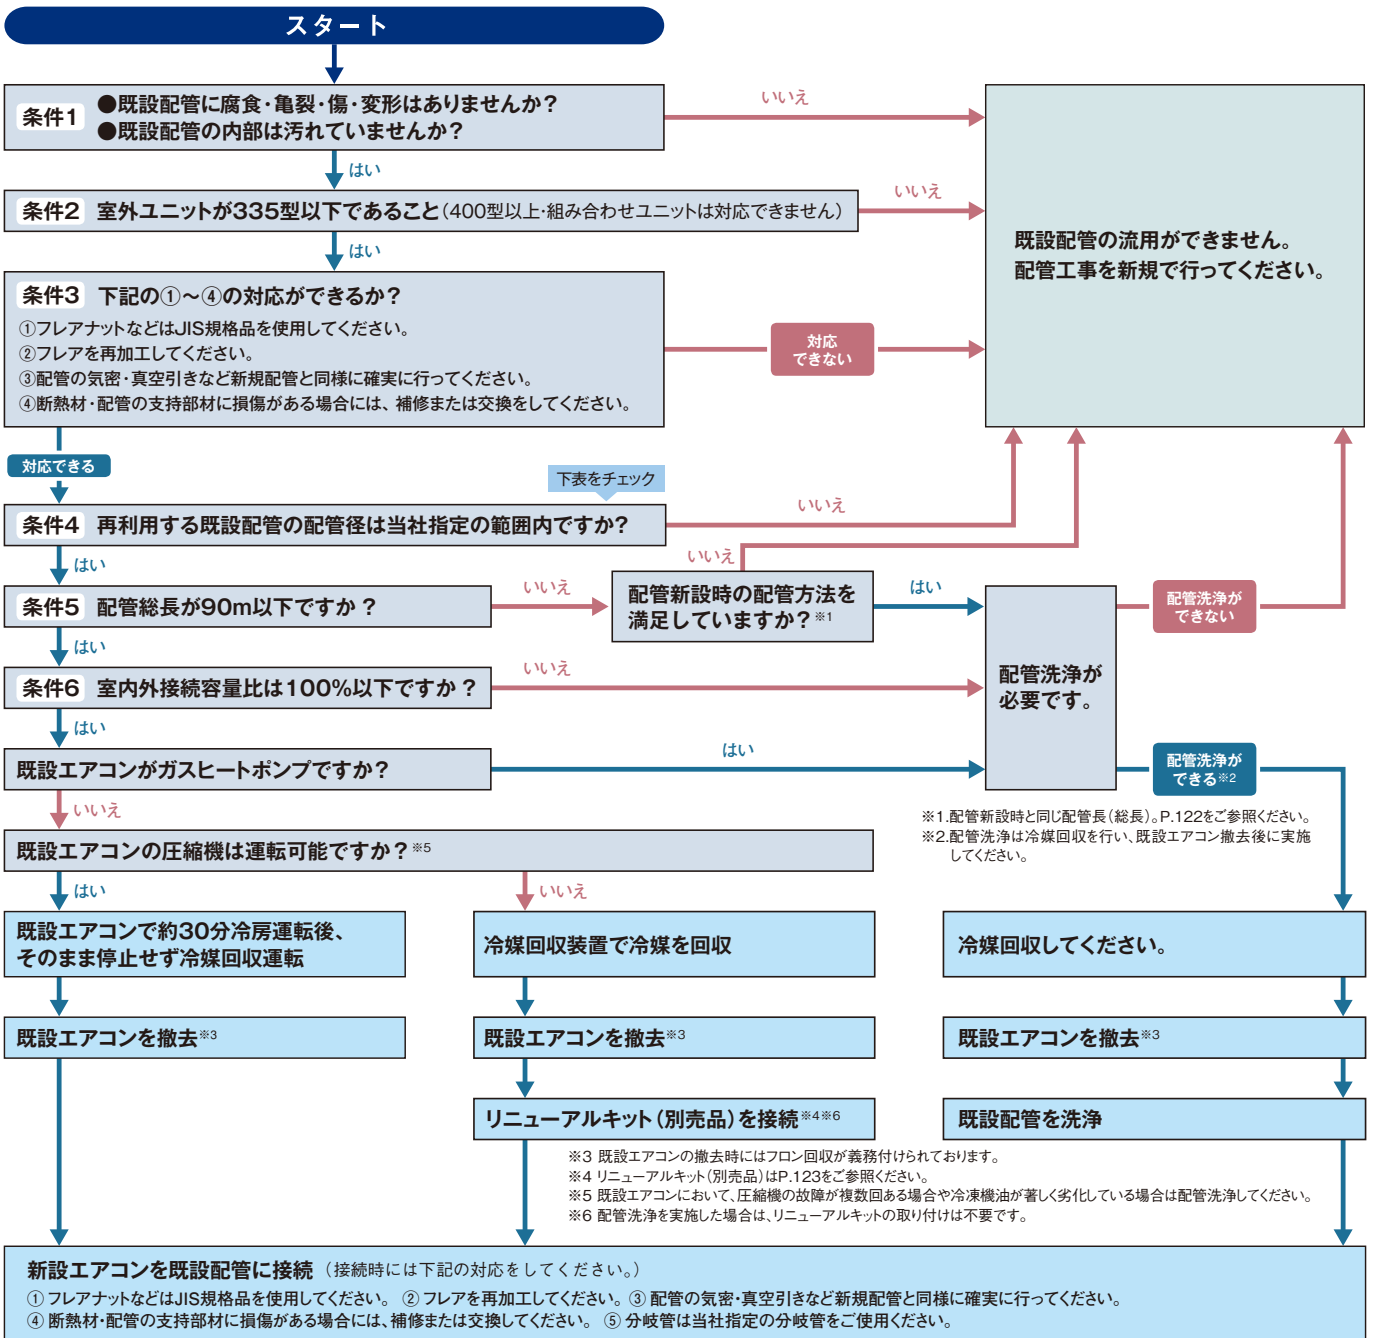 スタート
条件1 ●既設配管に腐食・亀裂・傷・変形はありませんか?
●既設配管の内部は汚れていませんか?
いいえ
はい
条件2 室外ユニットが335型以下であること(400型以上・組み合わせユニットは対応できません)
いいえ
はい
既設配管の流用ができません。
配管工事を新規で行ってください。
条件3 下記の①〜④の対応ができるか?
①フレアナットなどはJIS規格品を使用してください。
②フレアを再加工してください。
③配管の気密・真空引きなど新規配管と同様に確実に行ってください。
④断熱材・配管の支持部材に損傷がある場合には、補修または交換をしてください。
対応
できない
対応できる
下表をチェック
条件4 再利用する既設配管の配管径は当社指定の範囲内ですか?
いいえ
はい
条件5 配管総長が90m以下ですか?
いいえ
いいえ
配管新設時の配管方法を
満足していますか?※1
はい
配管洗浄が
できない
はい
条件6 室内外接続容量比は100%以下ですか?
いいえ
配管洗浄が
必要です。
はい
既設エアコンがガスヒートポンプですか?
はい
配管洗浄が
できる※2
いいえ
※1.配管新設時と同じ配管長(総長)。P.122をご参照ください。
※2.配管洗浄は冷媒回収を行い、既設エアコン撤去後に実施
してください。
既設エアコンの圧縮機は運転可能ですか?※5
はい
いいえ
既設エアコンで約30分冷房運転後、
そのまま停止せず冷媒回収運転
冷媒回収装置で冷媒を回収
冷媒回収してください。
既設エアコンを撤去※3
既設エアコンを撤去※3
既設エアコンを撤去※3
リニューアルキット(別売品)を接続※4※6
既設配管を洗浄
※3 既設エアコンの撤去時にはフロン回収が義務付けられております。
※4 リニューアルキット(別売品)はP.123をご参照ください。
※5 既設エアコンにおいて、圧縮機の故障が複数回ある場合や冷凍機油が著しく劣化している場合は配管洗浄してください。
※6 配管洗浄を実施した場合は、リニューアルキットの取り付けは不要です。
新設エアコンを既設配管に接続 (接続時には下記の対応をしてください。)
① フレアナットなどはJIS規格品を使用してください。 ② フレアを再加工してください。 ③ 配管の気密・真空引きなど新規配管と同様に確実に行ってください。
④ 断熱材・配管の支持部材に損傷がある場合には、補修または交換してください。 ⑤ 分岐管は当社指定の分岐管をご使用ください。